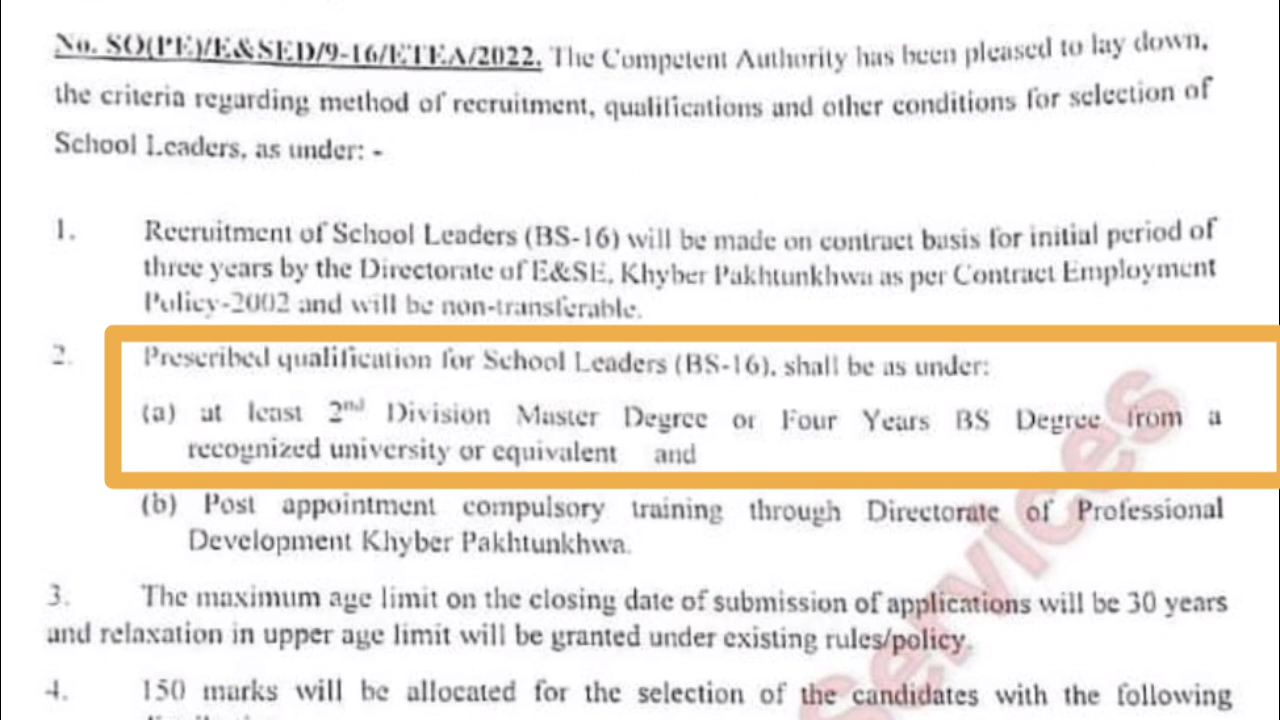 No. SO(PE)/E&SED/9-16/ETEA/2022. The Competent Authority has been pleased to lay down,
the criteria regarding method of recruitment, qualifications and other conditions for selection of
School Leaders, as under: -
1. Recruitment of School Leaders (BS-16) will be made on contract basis for initial period of
three years by the Directorate of E&SE, Khyber Pakhtunkhwa as per Contract Employment
Policy-2002 and will be non-transferable.
2. Prescribed qualification for School Leaders (BS-16), shall be as under:
(a) at least 2nd Division Master Degree or Four Years BS Degree from a
recognized university or equivalent and
(b) Post appointment compulsory training through Directorate of Professional
Development Khyber Pakhtunkhwa.
3. The maximum age limit on the closing date of submission of applications will be 30 years
and relaxation in upper age limit will be granted under existing rules/policy.
4. 150 marks will be allocated for the selection of the candidates with the following
Services